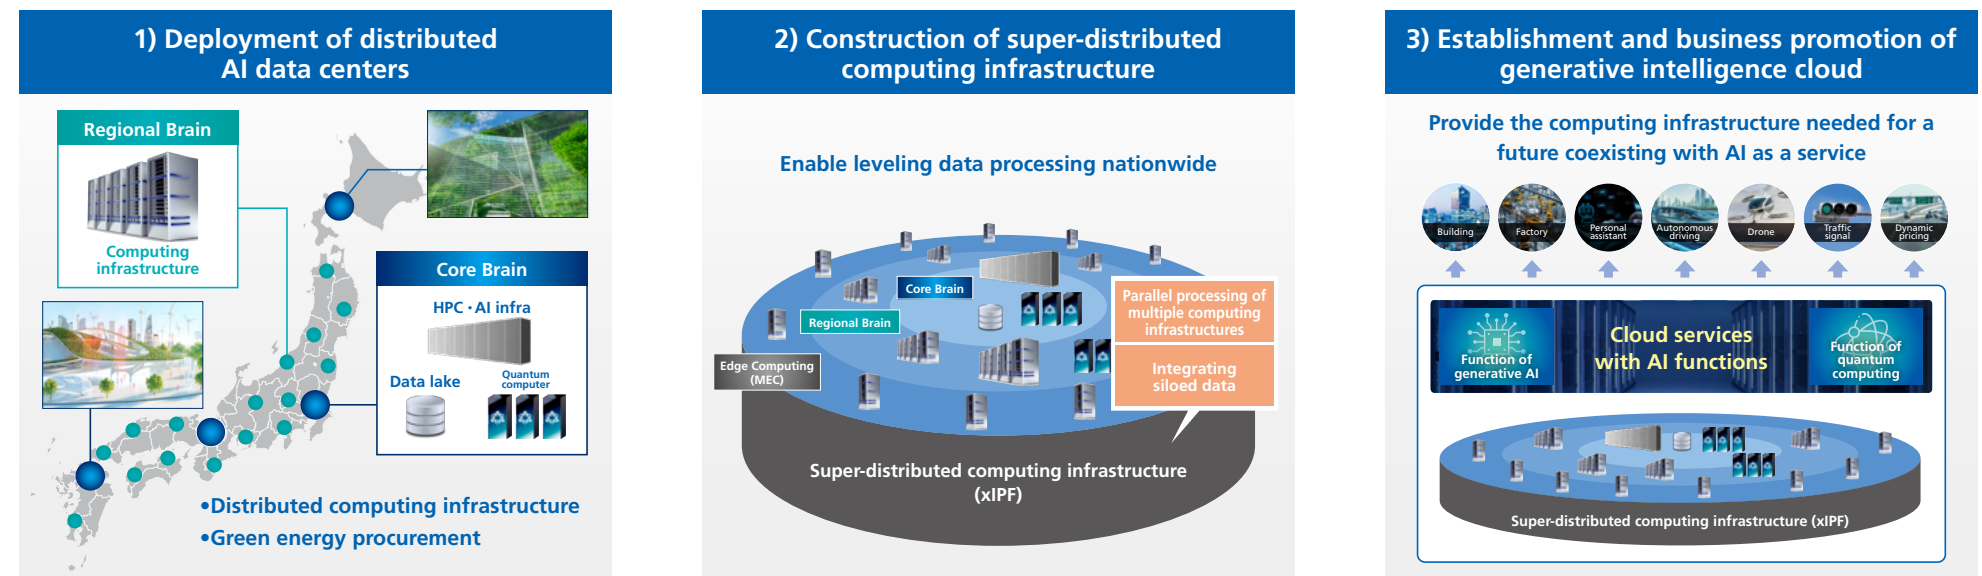 1) Deployment of distributed
AI data centers
Regional Brain
Computing
infrastructure
Core Brain
HPC・AI infra
Data lake
Quantum
computer
•Distributed computing infrastructure
•Green energy procurement
2) Construction of super-distributed
computing infrastructure
Enable leveling data processing nationwide
Core Brain
Regional Brain
Edge Computing
(MEC)
Parallel processing of
multiple computing
infrastructures
Integrating
siloed data
Super-distributed computing infrastructure
(xIPF)
3) Establishment and business promotion of
generative intelligence cloud
Provide the computing infrastructure needed for a
future coexisting with AI as a service
Building
Factory
Personal
assistant
Autonomous
driving
Drone
Traffic
signal
Dynamic
pricing
Function of
generative AI
Cloud services
with AI functions
Function of
quantum
computing
Super-distributed computing infrastructure (xIPF)